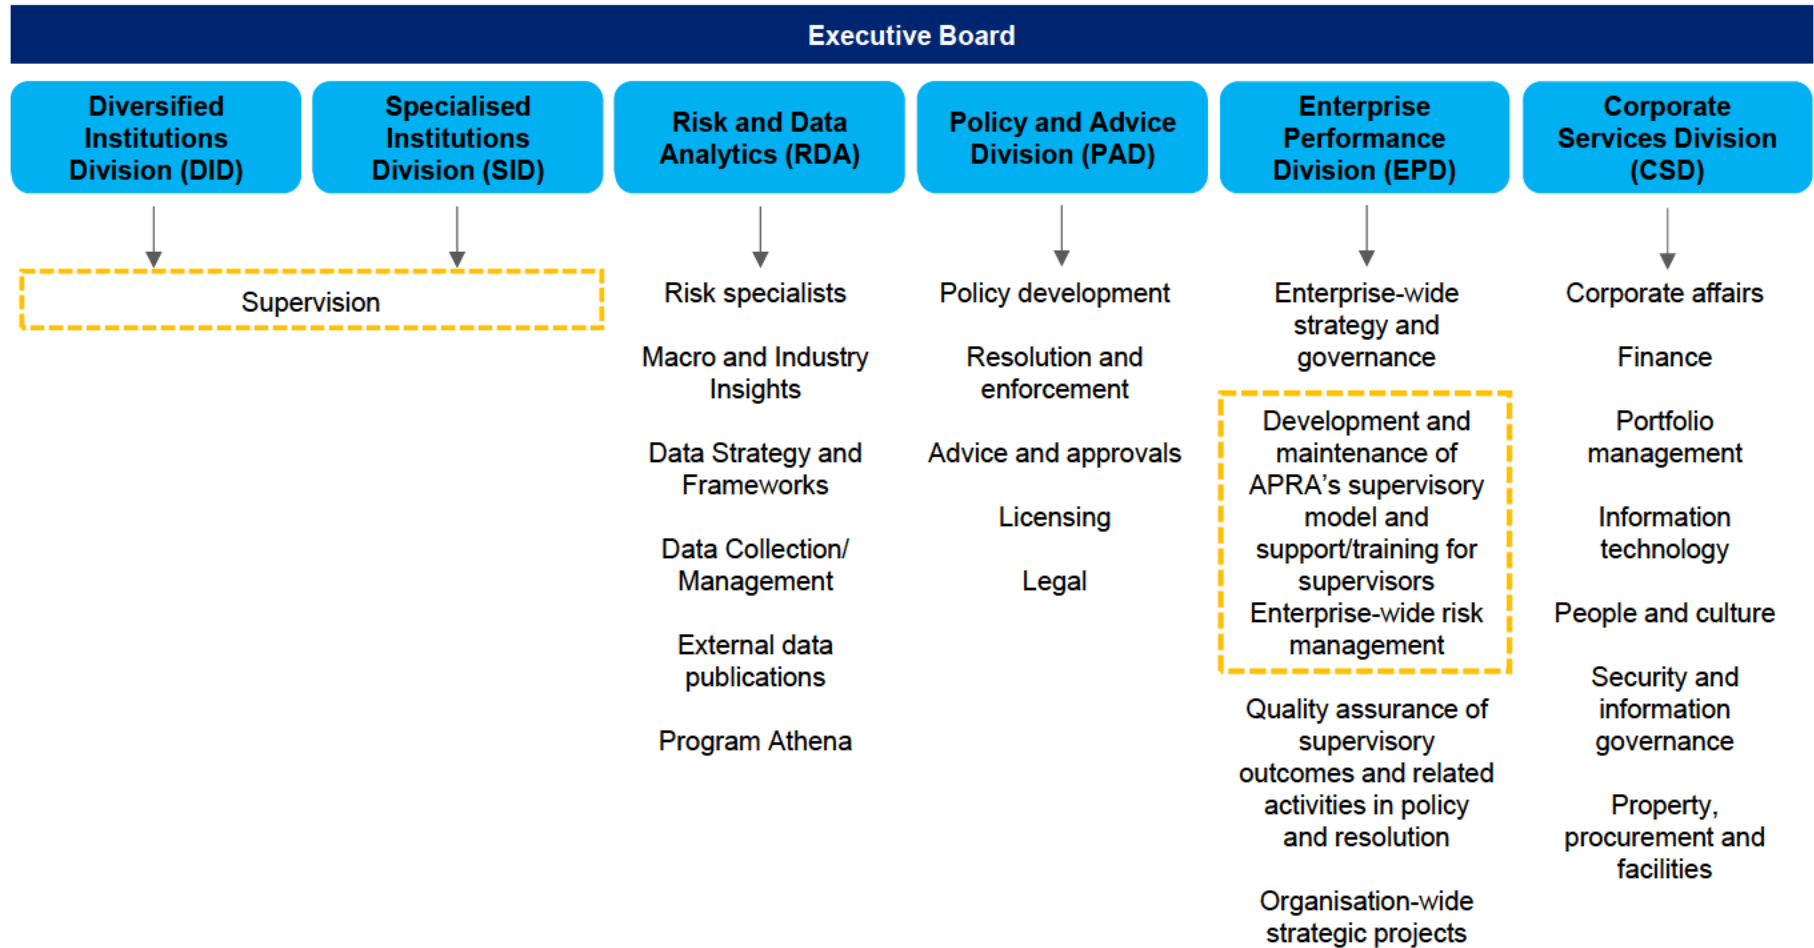 Executive Board
Diversified
Institutions
Division (DID)
Specialised
Institutions
Division (SID)
Risk and Data
Analytics (RDA)
Policy and Advice
Division (PAD)
Enterprise
Performance
Division (EPD)
Corporate
Services Division
(CSD)
Supervision
Risk specialists
Macro and Industry
Insights
Data Strategy and
Frameworks
Data Collection/
Management
External data
publications
Program Athena
Policy development
Resolution and
enforcement
Advice and approvals
Licensing
Legal
Enterprise-wide
strategy and
governance
Development and
maintenance of
APRA's supervisory
model and
support/training for
supervisors
Enterprise-wide risk
management
Quality assurance of
supervisory
outcomes and related
activities in policy
and resolution
Organisation-wide
strategic projects
Corporate affairs
Finance
Portfolio
management
Information
technology
People and culture
Security and
information
governance
Property,
procurement and
facilities